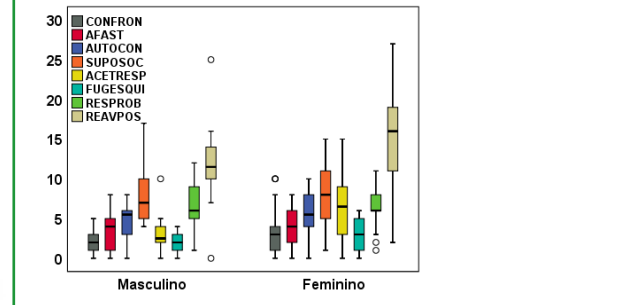 30
25
20
15
10
5
0
CONFRON
AFAST
AUTOCON
SUPOSOC
ACETRESP
FUGESQUI
RESPROB
REAVPOS
Masculino
Feminino